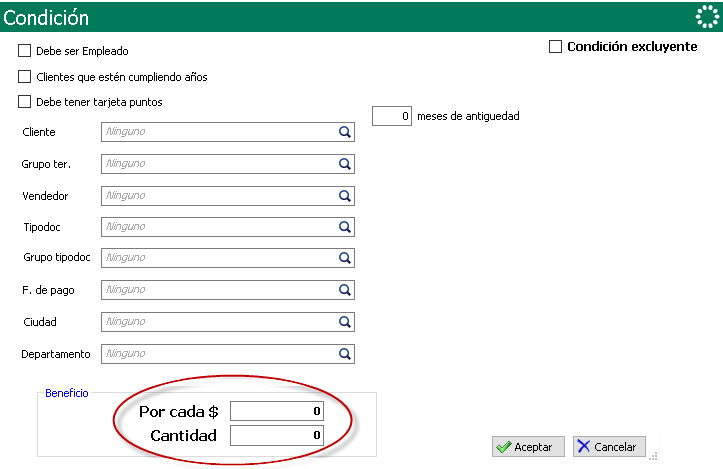 Condición
Debe ser Empleado
Condición excluyente
Clientes que estén cumpliendo años
Debe tener tarjeta puntos
0 meses de antiguedad
Cliente Ninguno
Grupo ter. Ninguno
Vendedor Ninguno
Tipodoc Ninguno
Grupo tipodoc Ninguno
F. de pago Ninguno
Ciudad Ninguno
Departamento Ninguno
Beneficio
Por cada $ 0
Cantidad 0
Aceptar Cancelar